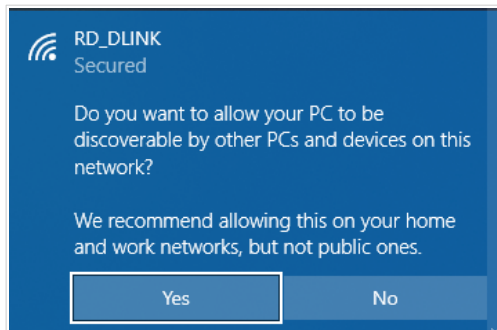 RD_DLINK
Secured
Do you want to allow your PC to be
discoverable by other PCs and devices on this
network?
We recommend allowing this on your home
and work networks, but not public ones.
Yes
No